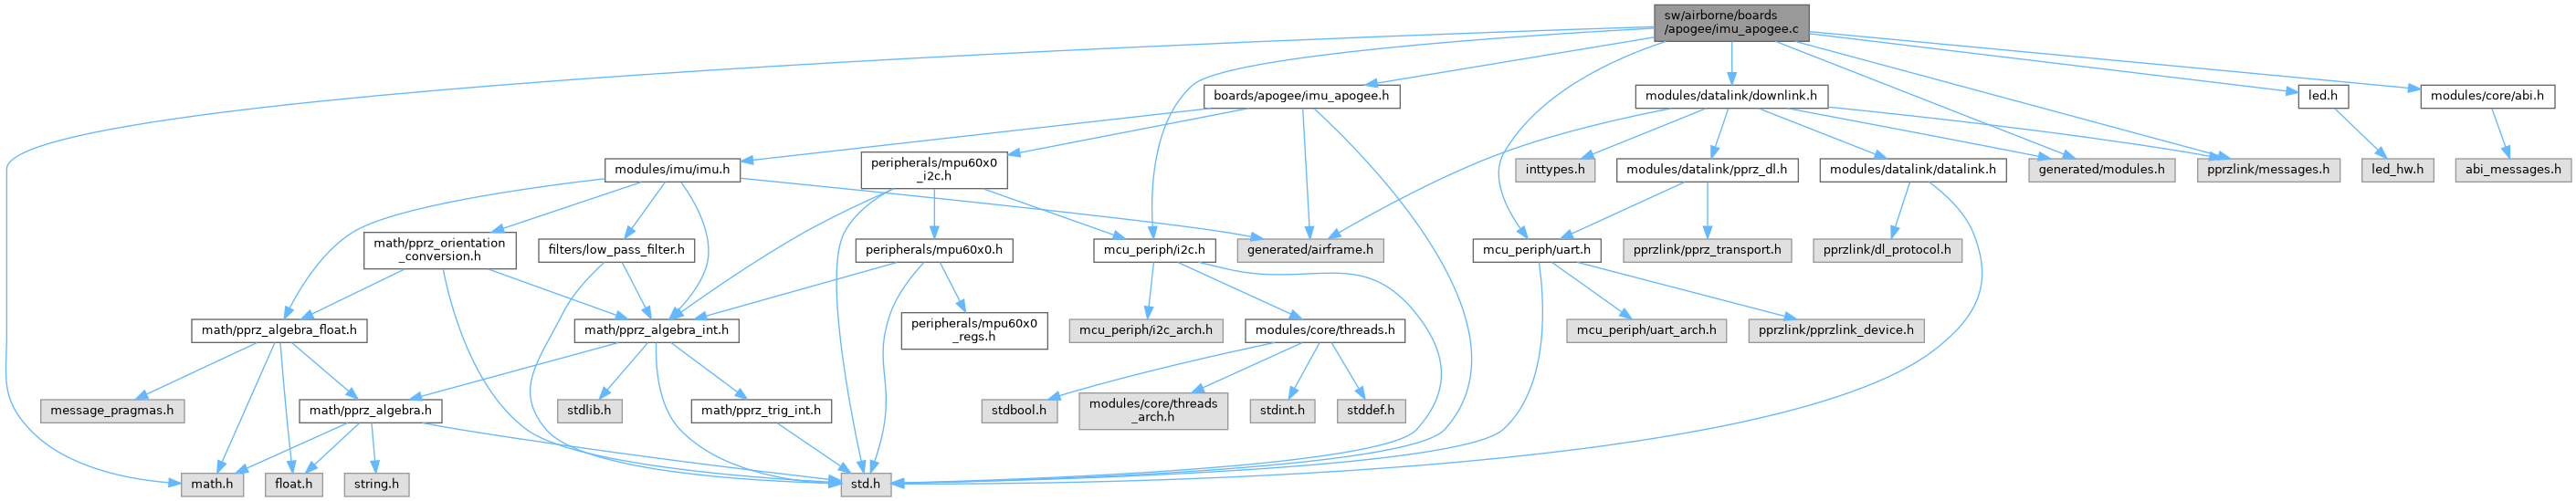 sw/airborne/boards
/apogee/imu_apogee.c
boards/apogee/imu_apogee.h
modules/datalink/downlink.h
led.h
modules/core/abi.h
modules/imu/imu.h
peripherals/mpu60x0
_i2c.h
inttypes.h
modules/datalink/pprz_dl.h
modules/datalink/datalink.h
generated/modules.h
pprzlink/messages.h
led_hw.h
abi_messages.h
math/pprz_orientation
_conversion.h
filters/low_pass_filter.h
peripherals/mpu60x0.h
mcu_periph/i2c.h
generated/airframe.h
mcu_periph/uart.h
pprzlink/pprz_transport.h
pprzlink/dl_protocol.h
math/pprz_algebra_float.h
math/pprz_algebra_int.h
peripherals/mpu60x0
_regs.h
mcu_periph/i2c_arch.h
modules/core/threads.h
mcu_periph/uart_arch.h
pprzlink/pprzlink_device.h
message_pragmas.h
math/pprz_algebra.h
stdlib.h
math/pprz_trig_int.h
stdbool.h
modules/core/threads
_arch.h
stdint.h
stddef.h
math.h
float.h
string.h
std.h